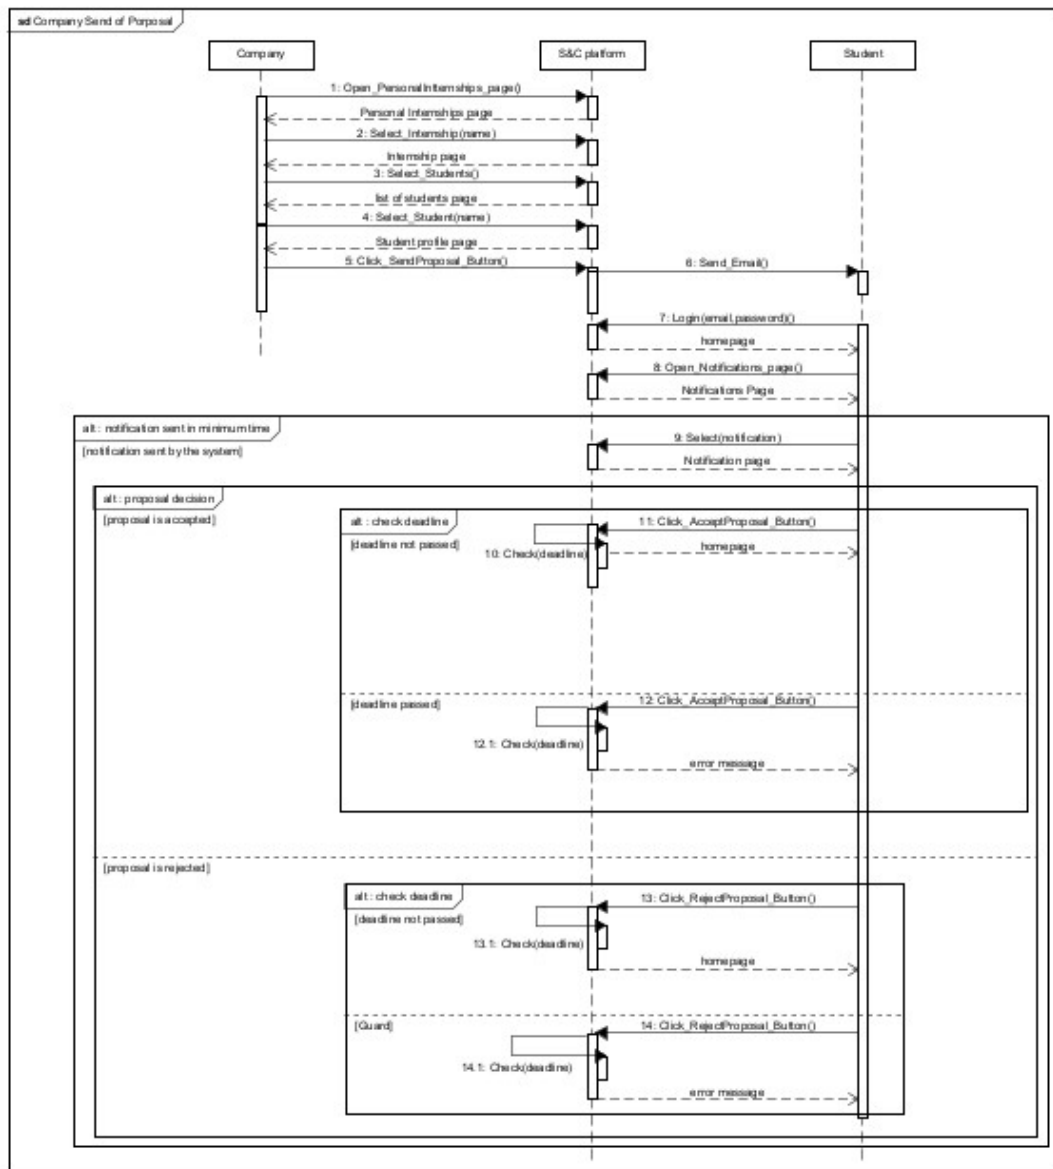 sd Company Send of Porposal
Company
S&C platform
Student
1: Open_PersonalInfternships_page()
Personal Internships page
2: Select_Internship(name)
Internship page
3: Select_Students()
list of students page
4: Select_Student(name)
Student profile page
5: Click_SendProposal_Button()
6: Send_Email()
7: Login(email,password)()
homepage
8: Open_Notifications_page()
Notifications Page
alt : notification sent in minimum time
[notification sent by the system]
9: Select(notification)
Notification page
alt : proposal decision
[proposal is accepted]
alt : check deadline
[deadline not passed]
11: Click_AcceptProposal_Button()
10: Check(deadline)
homepage
[deadline passed]
12: Click_AcceptProposal_Button()
12.1: Check(deadline)
error message
[proposal is rejected]
alt : check deadline
[deadline not passed]
13: Click_RejectProposal_Button()
13.1: Check(deadline)
homepage
[Guard]
14: Click_RejectProposal_Button()
14.1: Check(deadline)
error message